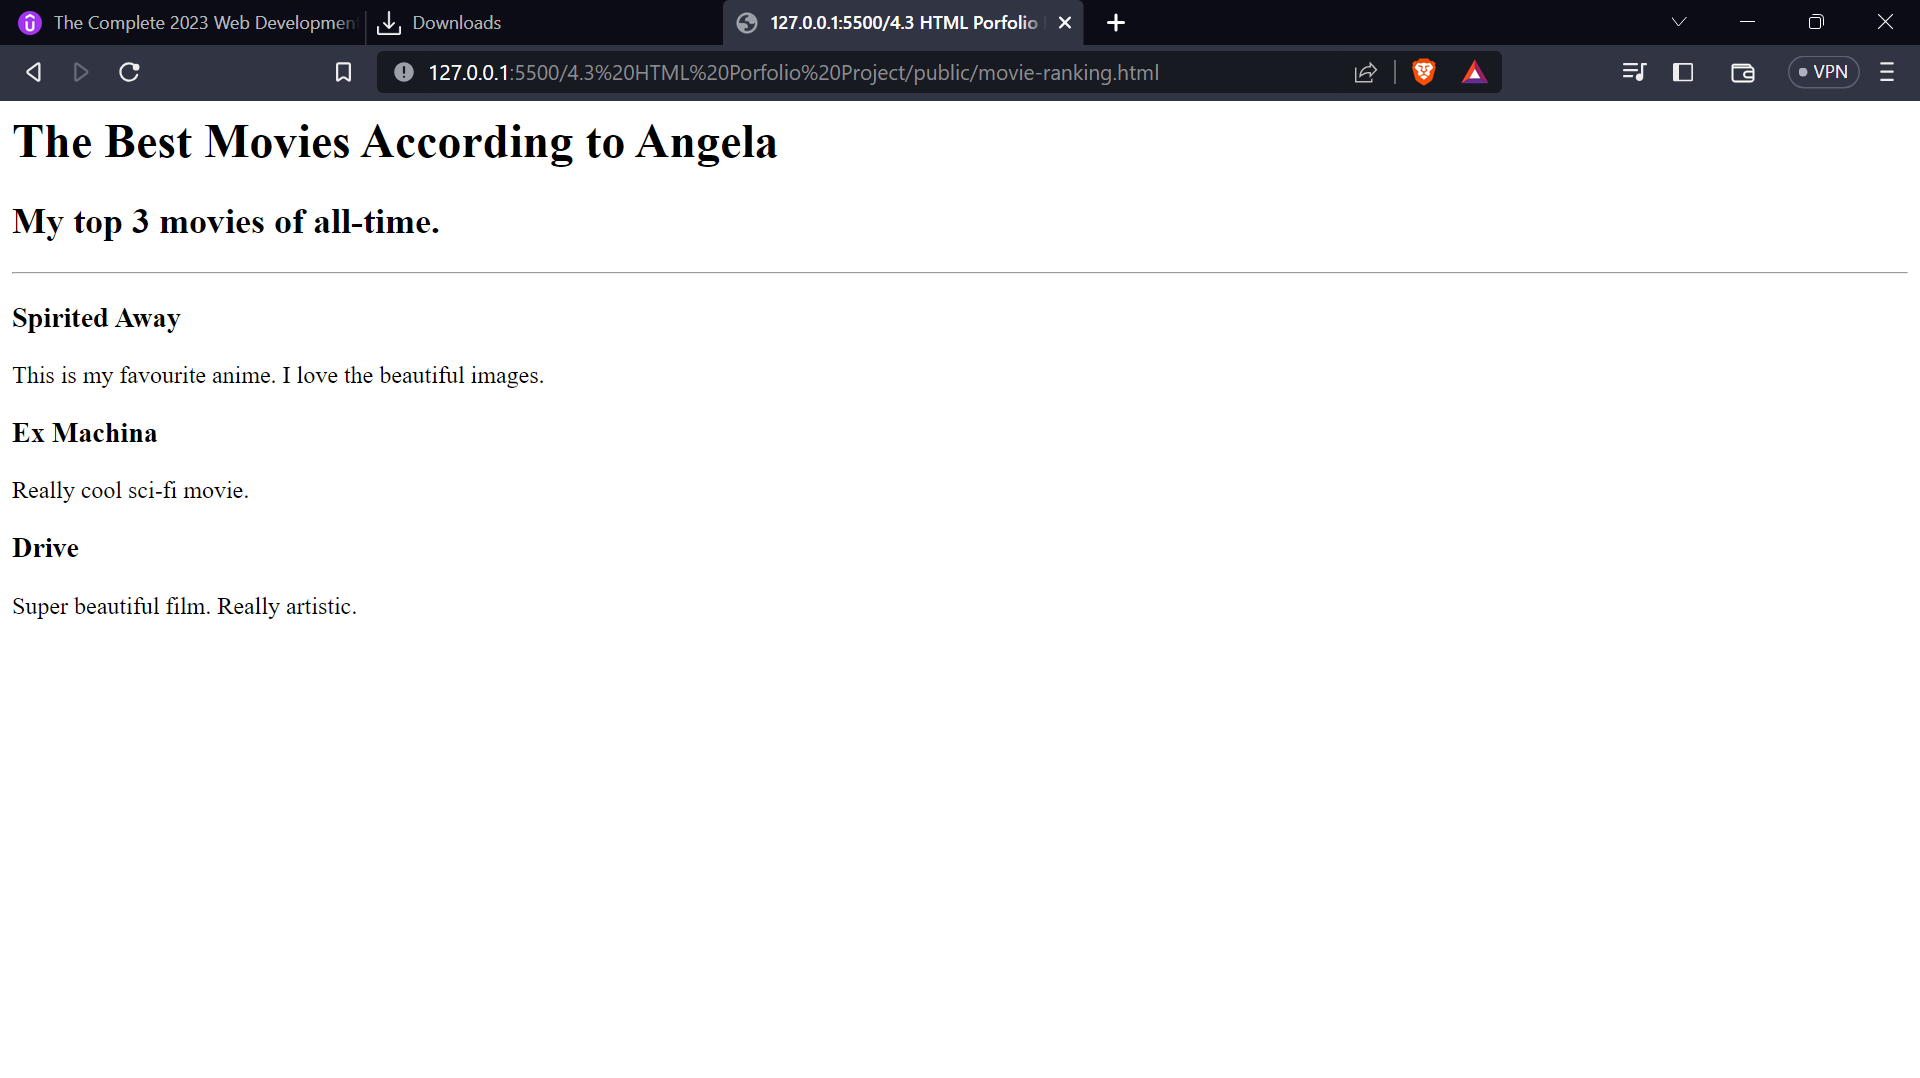 The Complete 2023 Web Development
Downloads
127.0.0.1:5500/4.3 HTML Porfolio
127.0.0.1:5500/4.3%20HTML%20Porfolio%20Project/public/movie-ranking.html
VPN
The Best Movies According to Angela
My top 3 movies of all-time.
Spirited Away
This is my favourite anime. I love the beautiful images.
Ex Machina
Really cool sci-fi movie.
Drive
Super beautiful film. Really artistic.